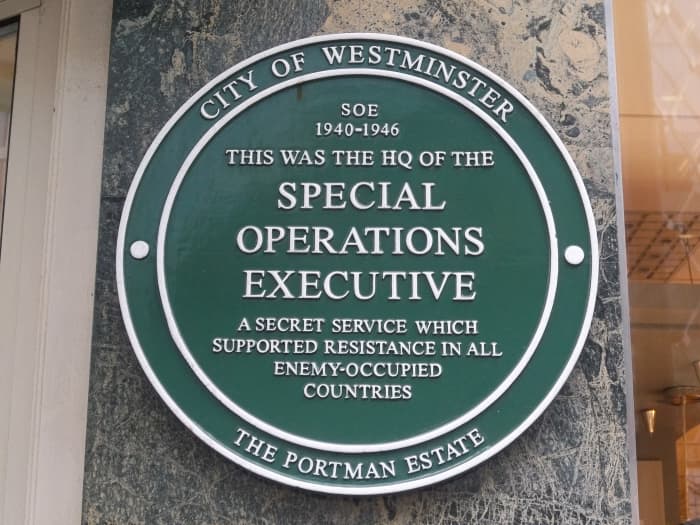 CITY OF WESTMINSTER
SOE
1940-1946
THIS WAS THE HQ OF THE
SPECIAL
OPERATIONS
EXECUTIVE
A SECRET SERVICE WHICH
SUPPORTED RESISTANCE IN ALL
ENEMY-OCCUPIED
COUNTRIES
THE PORTMAN ESTATE